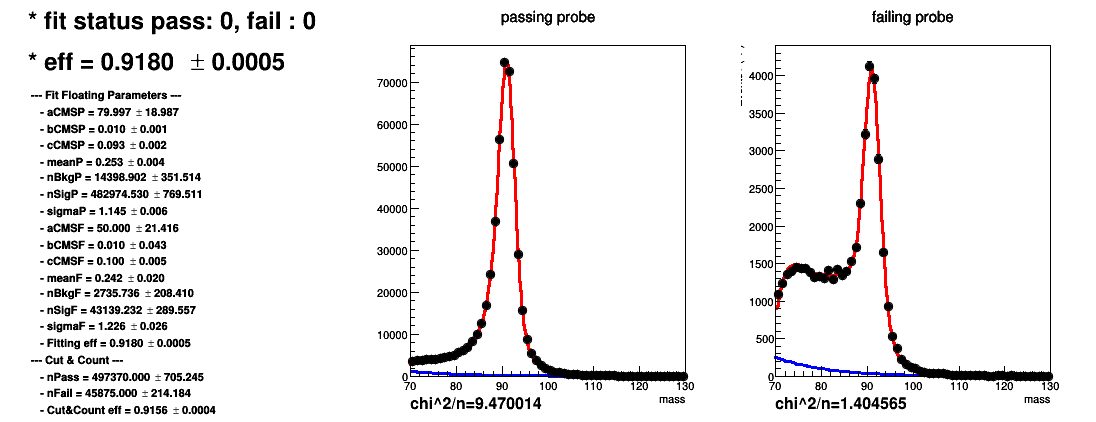 * fit status pass: 0, fail : 0
* eff = 0.9180 ± 0.0005
--- Fit Floating Parameters ---
- aCMSP = 79.997 ± 18.987
- bCMSP = 0.010 ± 0.001
- cCMSP = 0.093 ± 0.002
- meanP = 0.253 ± 0.004
- nBkgP = 14398.902 ± 351.514
- nSigP = 482974.530 ± 769.511
- sigmaP = 1.145 ± 0.006
- aCMSF = 50.000 ± 21.416
- bCMSF = 0.010 ± 0.043
- cCMSF = 0.100 ± 0.005
- meanF = 0.242 ± 0.020
- nBkgF = 2735.736 ± 208.410
- nSigF = 43139.232 ± 289.557
- sigmaF = 1.226 ± 0.026
- Fitting eff = 0.9180 ± 0.0005
--- Cut & Count ---
- nPass = 497370.000 ± 705.245
- nFail = 45875.000 ± 214.184
- Cut&Count eff = 0.9156 ± 0.0004
passing probe
70000
60000
50000
40000
30000
20000
10000
0
70 80 90 100 110 120 130
mass
chi^2/n=9.470014
failing probe
4000
3500
3000
2500
2000
1500
1000
500
0
70 80 90 100 110 120 130
mass
chi^2/n=1.404565